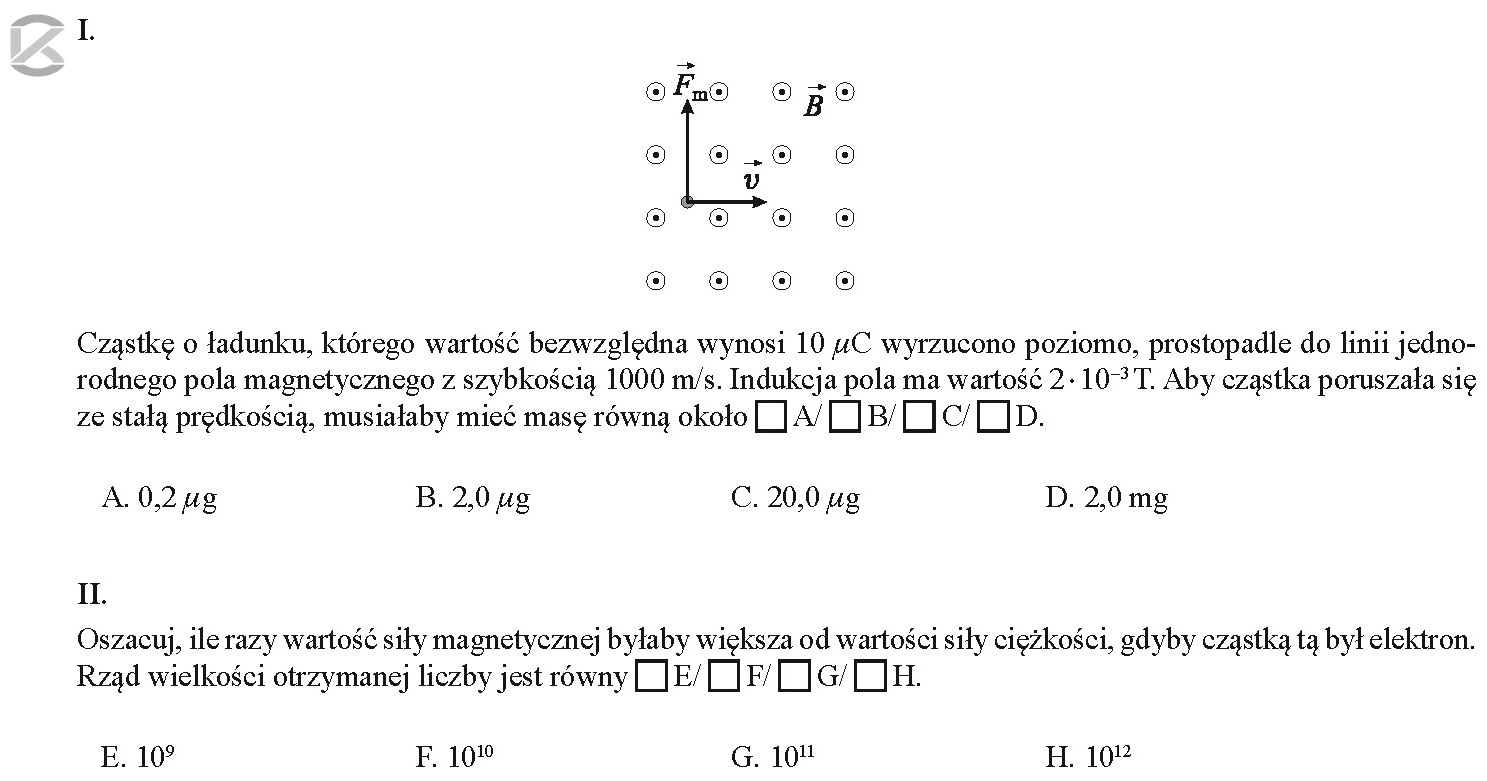 I.
F⃗m
B⃗
v⃗
Cząstkę o ładunku, którego wartość bezwzględna wynosi 10 μC wyrzucono poziomo, prostopadle do linii jedno-
rodnego pola magnetycznego z szybkością 1000 m/s. Indukcja pola ma wartość 2 · 10⁻³ T. Aby cząstka poruszała się
ze stałą prędkością, musiałaby mieć masę równą około □ A/ □ B/ □ C/ □ D.
A. 0,2 μg B. 2,0 μg C. 20,0 μg D. 2,0 mg
II.
Oszacuj, ile razy wartość siły magnetycznej byłaby większa od wartości siły ciężkości, gdyby cząstką tą był elektron.
Rząd wielkości otrzymanej liczby jest równy □ E/ □ F/ □ G/ □ H.
E. 10⁹ F. 10¹⁰ G. 10¹¹ H. 10¹²